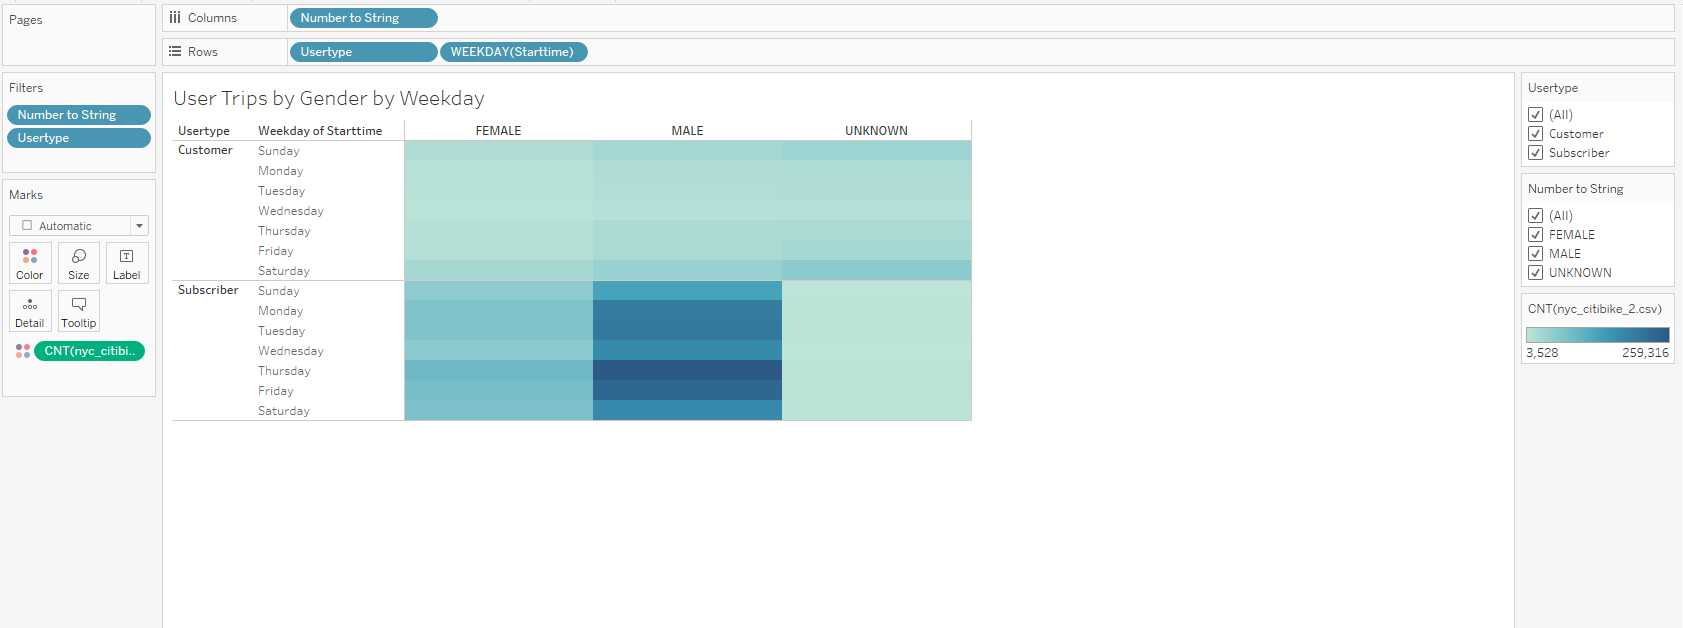 Pages
Columns
Number to String
Rows
Usertype
WEEKDAY(Starttime)
Filters
Number to String
Usertype
Marks
Automatic
Color
Size
Label
Detail
Tooltip
CNT(nyc_citibi..
User Trips by Gender by Weekday
Usertype Weekday of Starttime FEMALE MALE UNKNOWN
Customer Sunday
Monday
Tuesday
Wednesday
Thursday
Friday
Saturday
Subscriber Sunday
Monday
Tuesday
Wednesday
Thursday
Friday
Saturday
Usertype
(All)
Customer
Subscriber
Number to String
(All)
FEMALE
MALE
UNKNOWN
CNT(nyc_citibike_2.csv)
3,528 259,316